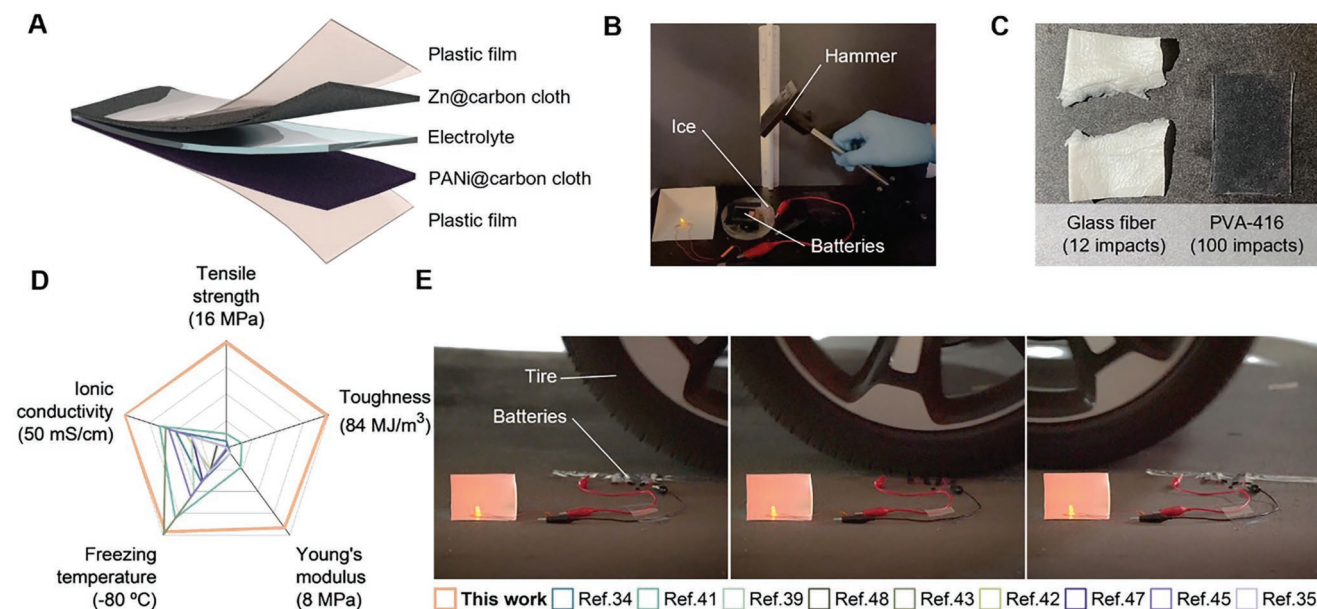 A
Plastic film
Zn@carbon cloth
Electrolyte
PANi@carbon cloth
Plastic film
B
Hammer
Ice
Batteries
C
Glass fiber
(12 impacts)
PVA-416
(100 impacts)
D
Tensile
strength
(16 MPa)
Toughness
(84 MJ/m³)
Young's
modulus
(8 MPa)
Freezing
temperature
(-80 ºC)
Ionic
conductivity
(50 mS/cm)
E
Tire
Batteries
This work
Ref.34
Ref.41
Ref.39
Ref.48
Ref.43
Ref.42
Ref.47
Ref.45
Ref.35